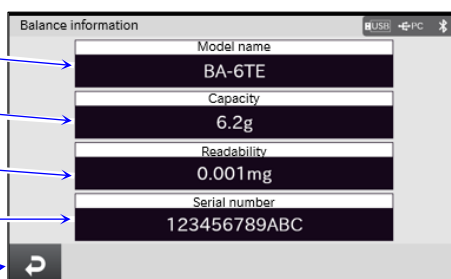 Balance information
USB PC
Model name
BA-6TE
Capacity
6.2g
Readability
0.001mg
Serial number
123456789ABC